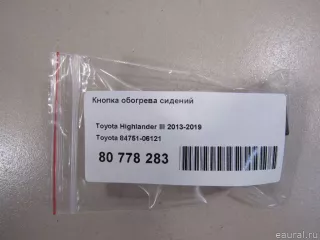 Кнопка обогрева сидений
Toyota Highlander III 2013-2019
Toyota 84751-06121
80 778 283
eaural.ru